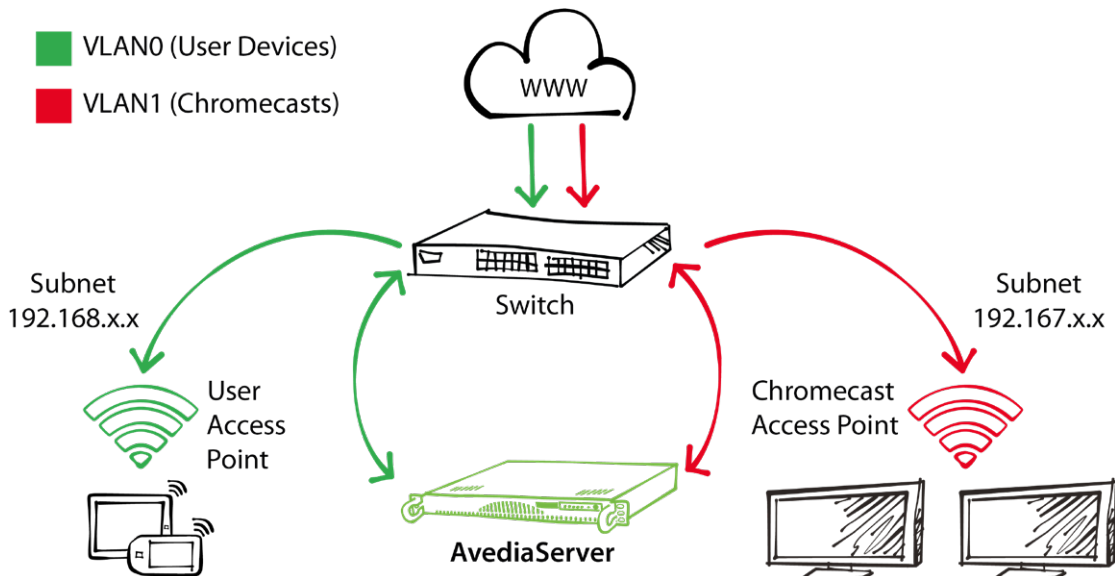 VLAN0 (User Devices)
VLAN1 (Chromecasts)
WWW
Switch
Subnet
192.168.x.x
Subnet
192.167.x.x
User
Access
Point
Chromecast
Access Point
AvediaServer